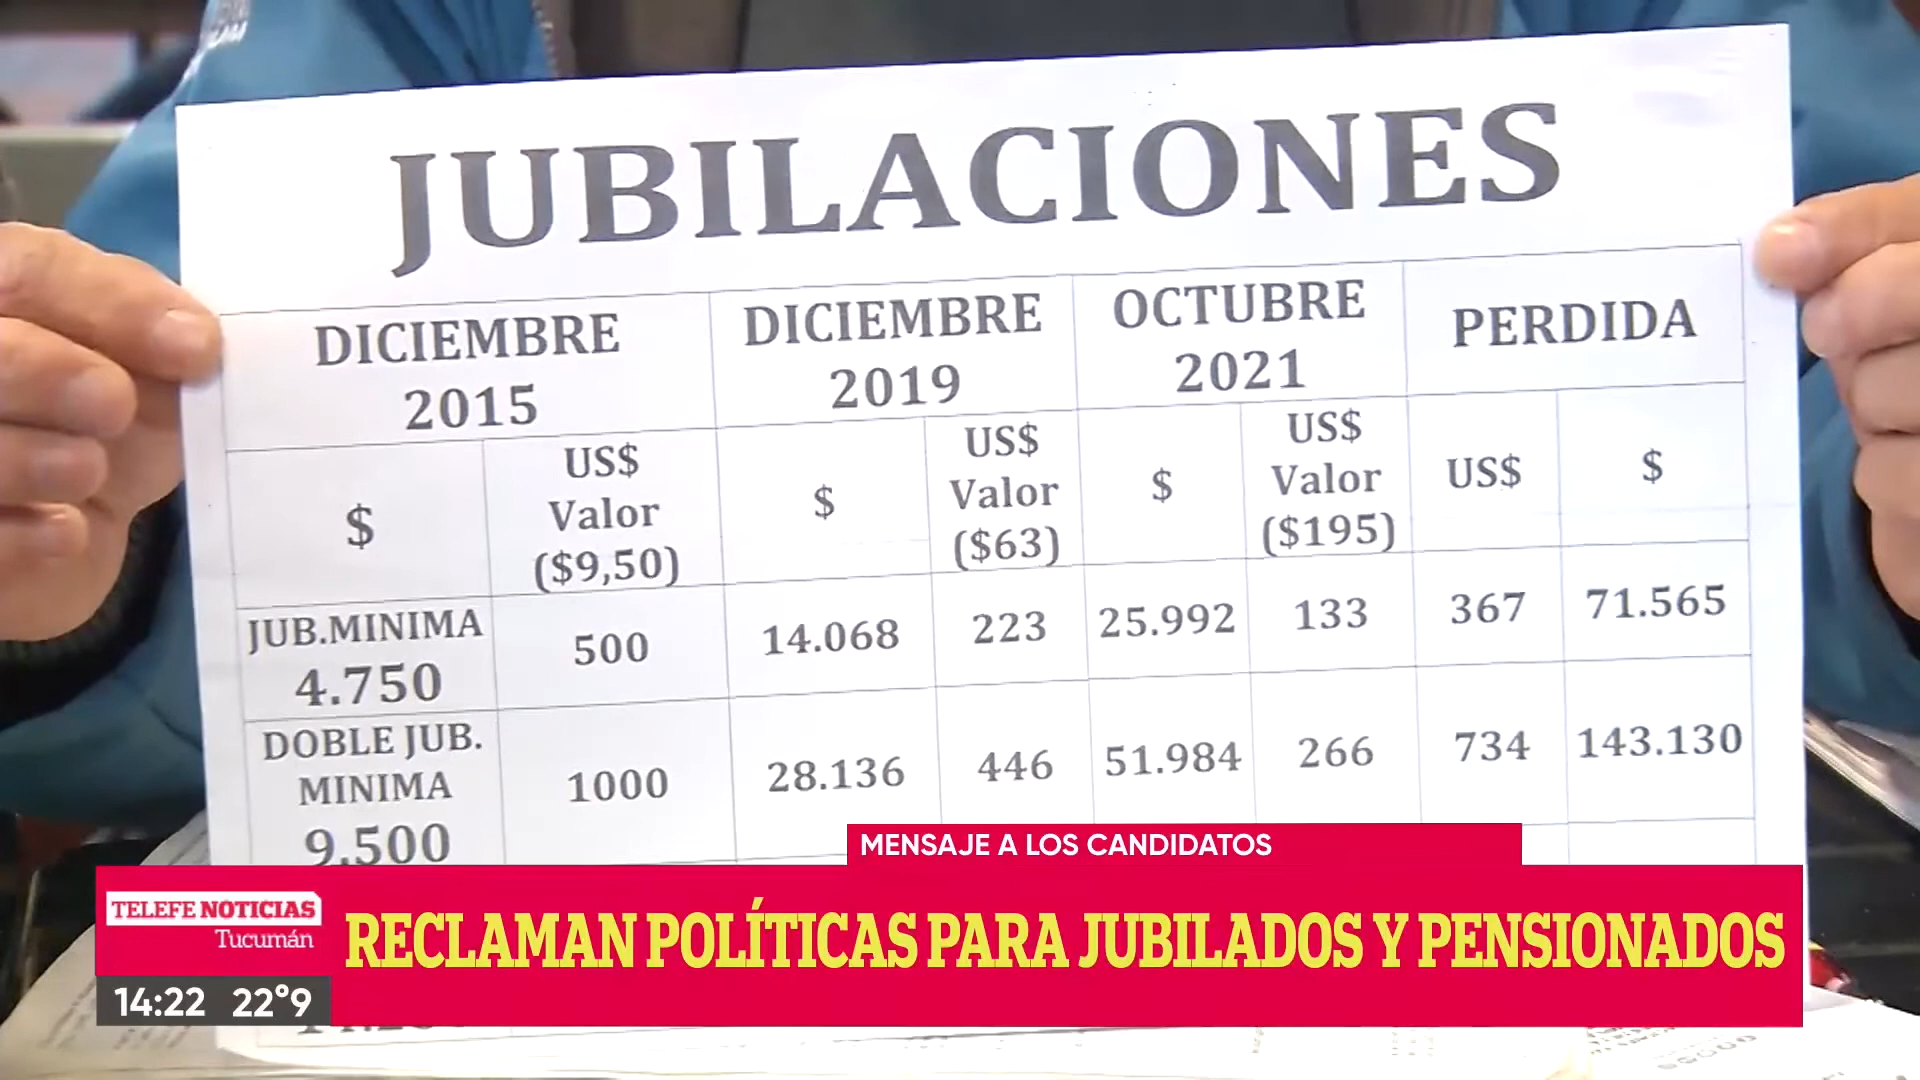 JUBILACIONES
DICIEMBRE 2015
DICIEMBRE 2019
OCTUBRE 2021
PERDIDA
$
US$ Valor ($9,50)
$
US$ Valor ($63)
$
US$ Valor ($195)
US$
$
JUB.MINIMA 4.750
500
14.068
223
25.992
133
367
71.565
DOBLE JUB. MINIMA 9.500
1000
28.136
446
51.984
266
734
143.130
MENSAJE A LOS CANDIDATOS
TELEFE NOTICIAS
Tucumán
RECLAMAN POLÍTICAS PARA JUBILADOS Y PENSIONADOS
14:22 22°9